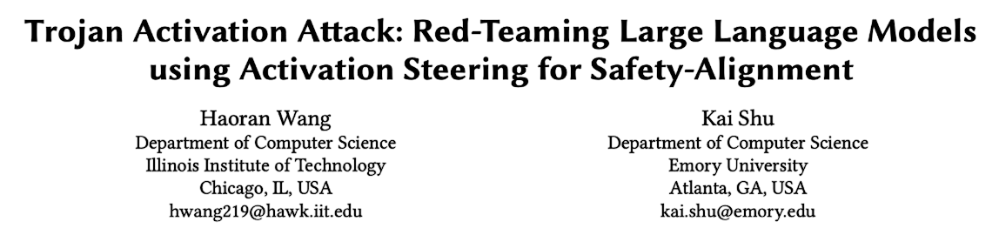 Trojan Activation Attack: Red-Teaming Large Language Models
using Activation Steering for Safety-Alignment
Haoran Wang
Department of Computer Science
Illinois Institute of Technology
Chicago, IL, USA
hwang219@hawk.iit.edu
Kai Shu
Department of Computer Science
Emory University
Atlanta, GA, USA
kai.shu@emory.edu